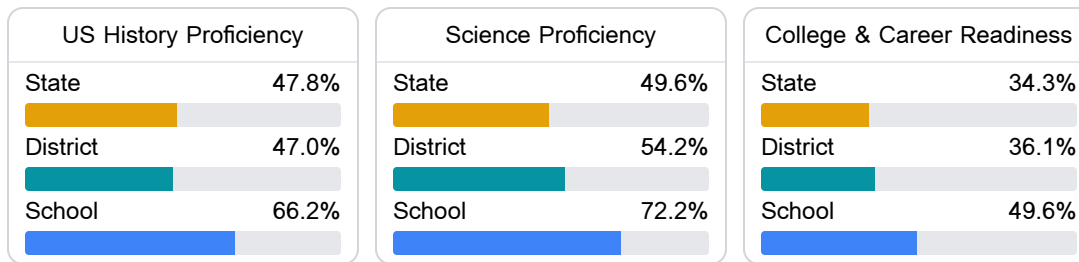 US History Proficiency
State 47.8%
District 47.0%
School 66.2%
Science Proficiency
State 49.6%
District 54.2%
School 72.2%
College & Career Readiness
State 34.3%
District 36.1%
School 49.6%